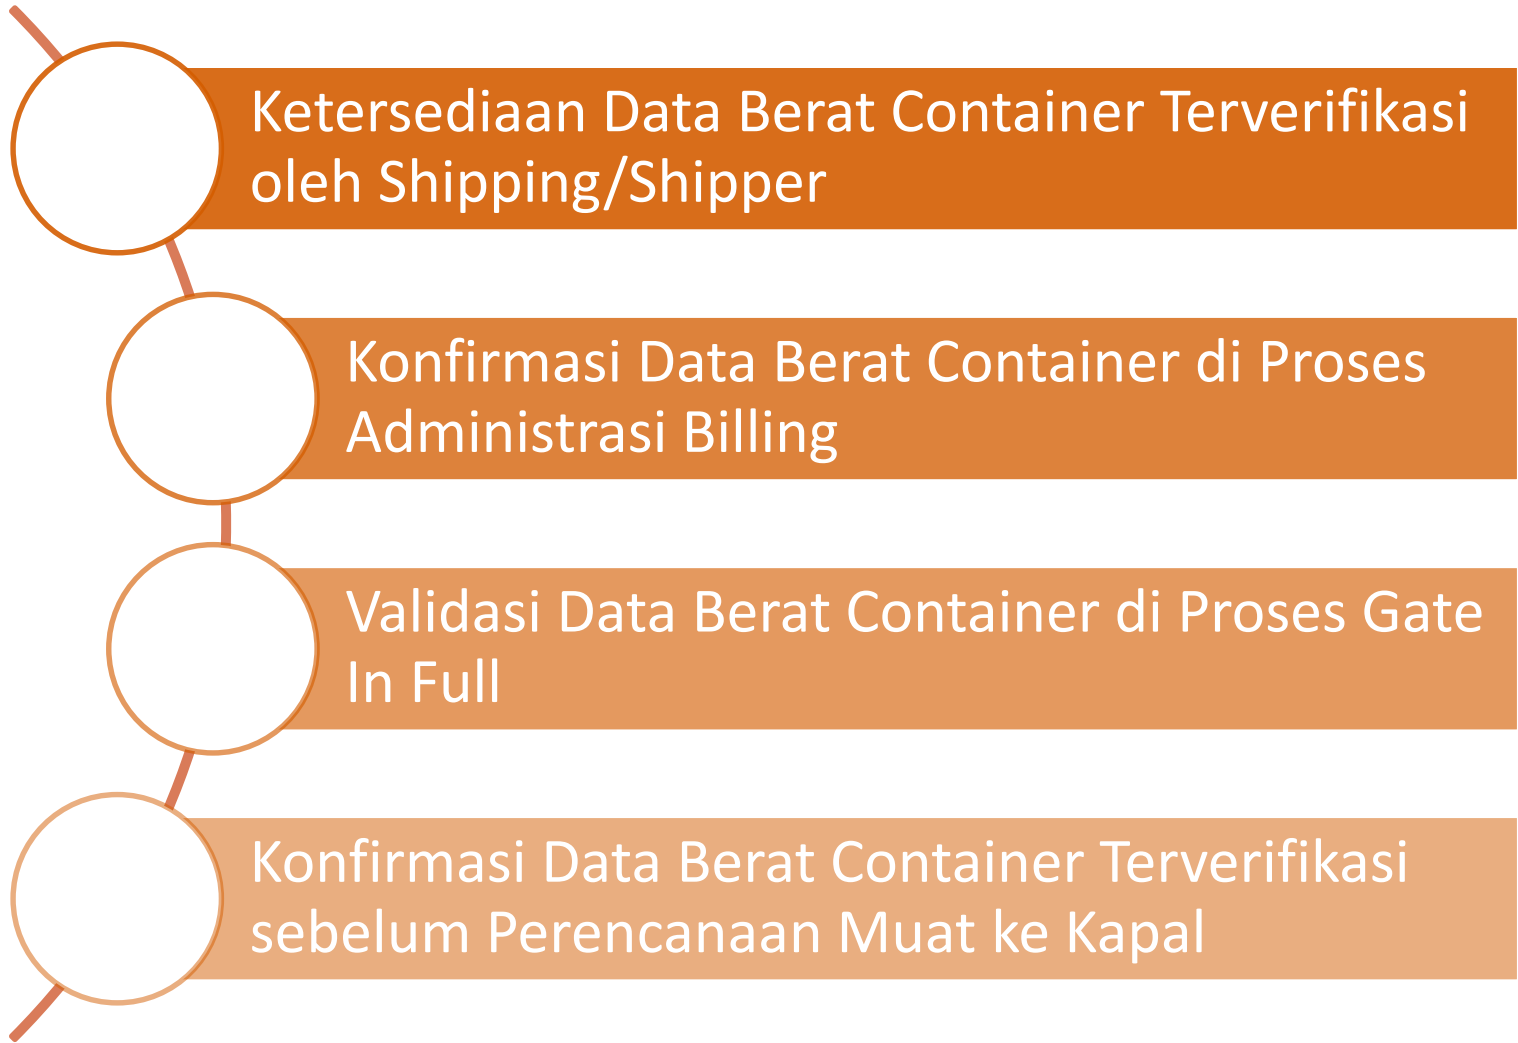 Ketersediaan Data Berat Container Terverifikasi
oleh Shipping/Shipper
Konfirmasi Data Berat Container di Proses
Administrasi Billing
Validasi Data Berat Container di Proses Gate
In Full
Konfirmasi Data Berat Container Terverifikasi
sebelum Perencanaan Muat ke Kapal